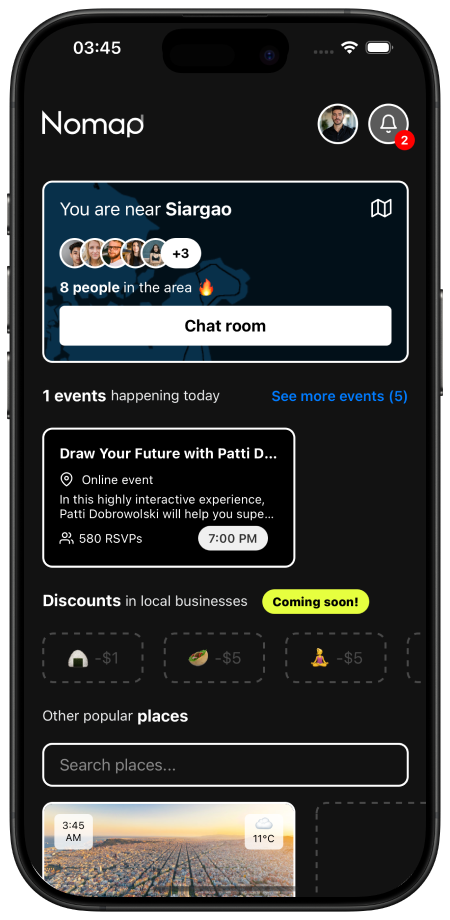 03:45
Nomap
2
You are near Siargao
+3
8 people in the area 🔥
Chat room
1 events happening today
See more events (5)
Draw Your Future with Patti D...
Online event
In this highly interactive experience,
Patti Dobrowolski will help you supe...
580 RSVPs
7:00 PM
Discounts in local businesses
Coming soon!
-$1
-$5
-$5
Other popular places
Search places...
3:45
AM
11°C